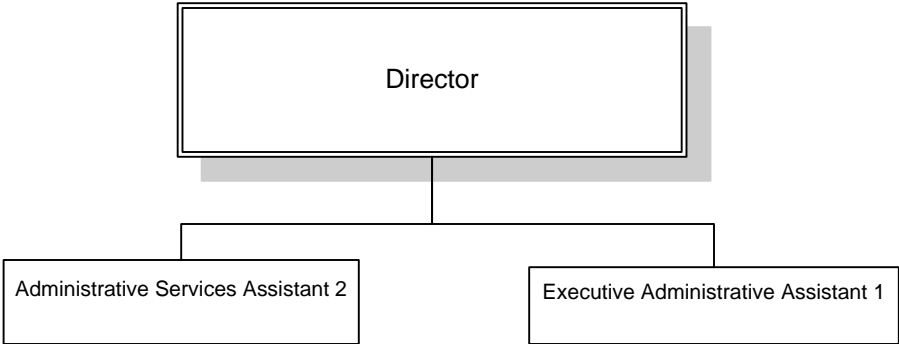 Director
Administrative Services Assistant 2
Executive Administrative Assistant 1